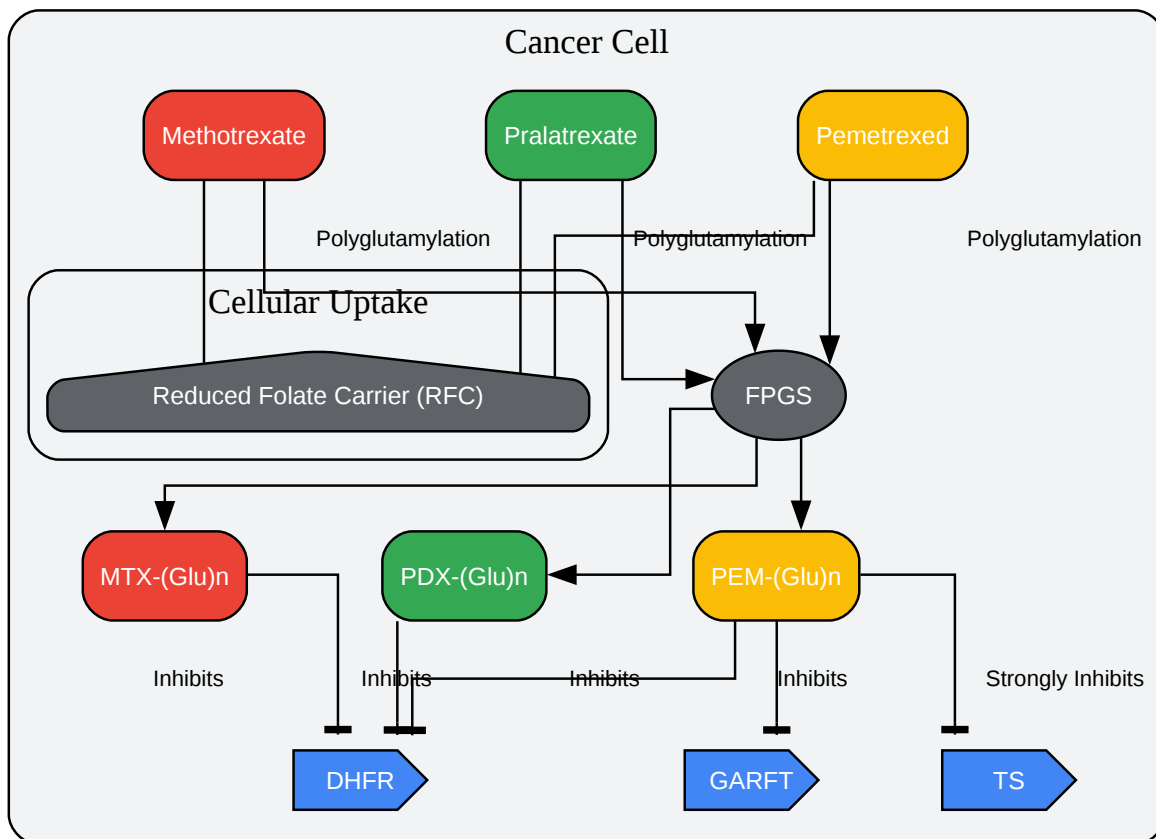 Cancer Cell
Methotrexate
Pralatrexate
Pemetrexed
Polyglutamylation
Polyglutamylation
Polyglutamylation
Cellular Uptake
Reduced Folate Carrier (RFC)
FPGS
MTX-(Glu)n
PDX-(Glu)n
PEM-(Glu)n
Inhibits
Inhibits
Inhibits
Inhibits
Strongly Inhibits
DHFR
GARFT
TS